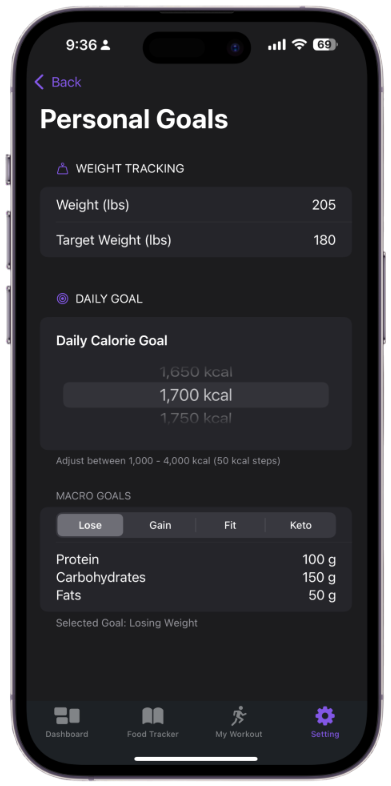 9:36
69
Back
Personal Goals
WEIGHT TRACKING
Weight (lbs) 205
Target Weight (lbs) 180
DAILY GOAL
Daily Calorie Goal
1,650 kcal
1,700 kcal
1,750 kcal
Adjust between 1,000 – 4,000 kcal (50 kcal steps)
MACRO GOALS
Lose Gain Fit Keto
Protein 100 g
Carbohydrates 150 g
Fats 50 g
Selected Goal: Losing Weight
Dashboard Food Tracker My Workout Setting